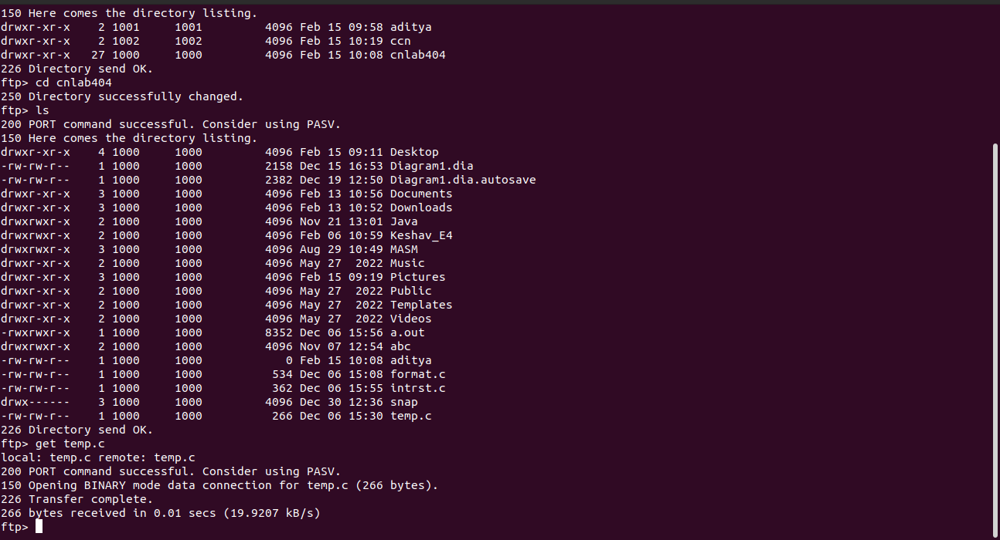 150 Here comes the directory listing.
drwxr-xr-x    2 1001     1001         4096 Feb 15 09:58 aditya
drwxr-xr-x    2 1002     1002         4096 Feb 15 10:19 ccn
drwxr-xr-x   27 1000     1000         4096 Feb 15 10:08 cnlab404
226 Directory send OK.
ftp> cd cnlab404
250 Directory successfully changed.
ftp> ls
200 PORT command successful. Consider using PASV.
150 Here comes the directory listing.
drwxr-xr-x    4 1000     1000         4096 Feb 15 09:11 Desktop
-rw-rw-r--    1 1000     1000         2158 Dec 15 16:53 Diagram1.dia
-rw-rw-r--    1 1000     1000         2382 Dec 19 12:50 Diagram1.dia.autosave
drwxr-xr-x    3 1000     1000         4096 Feb 13 10:56 Documents
drwxr-xr-x    3 1000     1000         4096 Feb 13 10:52 Downloads
drwxrwxr-x    2 1000     1000         4096 Nov 21 13:01 Java
drwxrwxr-x    2 1000     1000         4096 Feb 06 10:59 Keshav_E4
drwxrwxr-x    3 1000     1000         4096 Aug 29 10:49 MASM
drwxr-xr-x    2 1000     1000         4096 May 27  2022 Music
drwxr-xr-x    3 1000     1000         4096 Feb 15 09:19 Pictures
drwxr-xr-x    2 1000     1000         4096 May 27  2022 Public
drwxr-xr-x    2 1000     1000         4096 May 27  2022 Templates
drwxr-xr-x    2 1000     1000         4096 May 27  2022 Videos
-rwxrwxr-x    1 1000     1000         8352 Dec 06 15:56 a.out
drwxrwxr-x    2 1000     1000         4096 Nov 07 12:54 abc
-rw-rw-r--    1 1000     1000            0 Feb 15 10:08 aditya
-rw-rw-r--    1 1000     1000          534 Dec 06 15:08 format.c
-rw-rw-r--    1 1000     1000          362 Dec 06 15:55 intrst.c
drwx------    3 1000     1000         4096 Dec 30 12:36 snap
-rw-rw-r--    1 1000     1000          266 Dec 06 15:30 temp.c
226 Directory send OK.
ftp> get temp.c
local: temp.c remote: temp.c
200 PORT command successful. Consider using PASV.
150 Opening BINARY mode data connection for temp.c (266 bytes).
226 Transfer complete.
266 bytes received in 0.01 secs (19.9207 kB/s)
ftp>